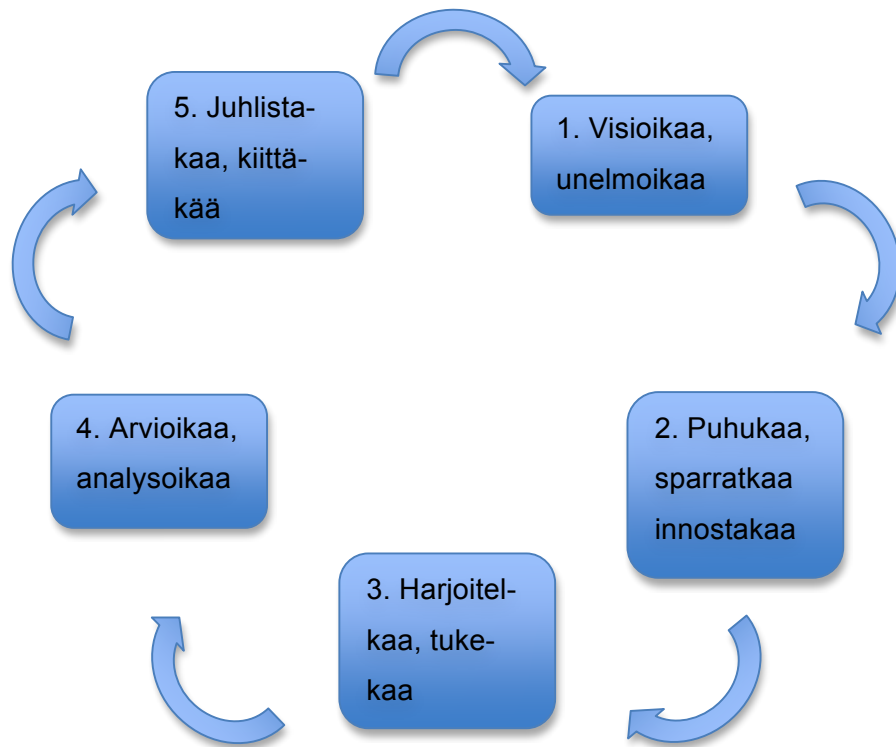 1. Visioikaa,
unelmoikaa
2. Puhukaa,
sparratkaa
innostakaa
3. Harjoitel-
kaa, tuke-
kaa
4. Arvioikaa,
analysoikaa
5. Juhlista-
kaa, kiittä-
kää